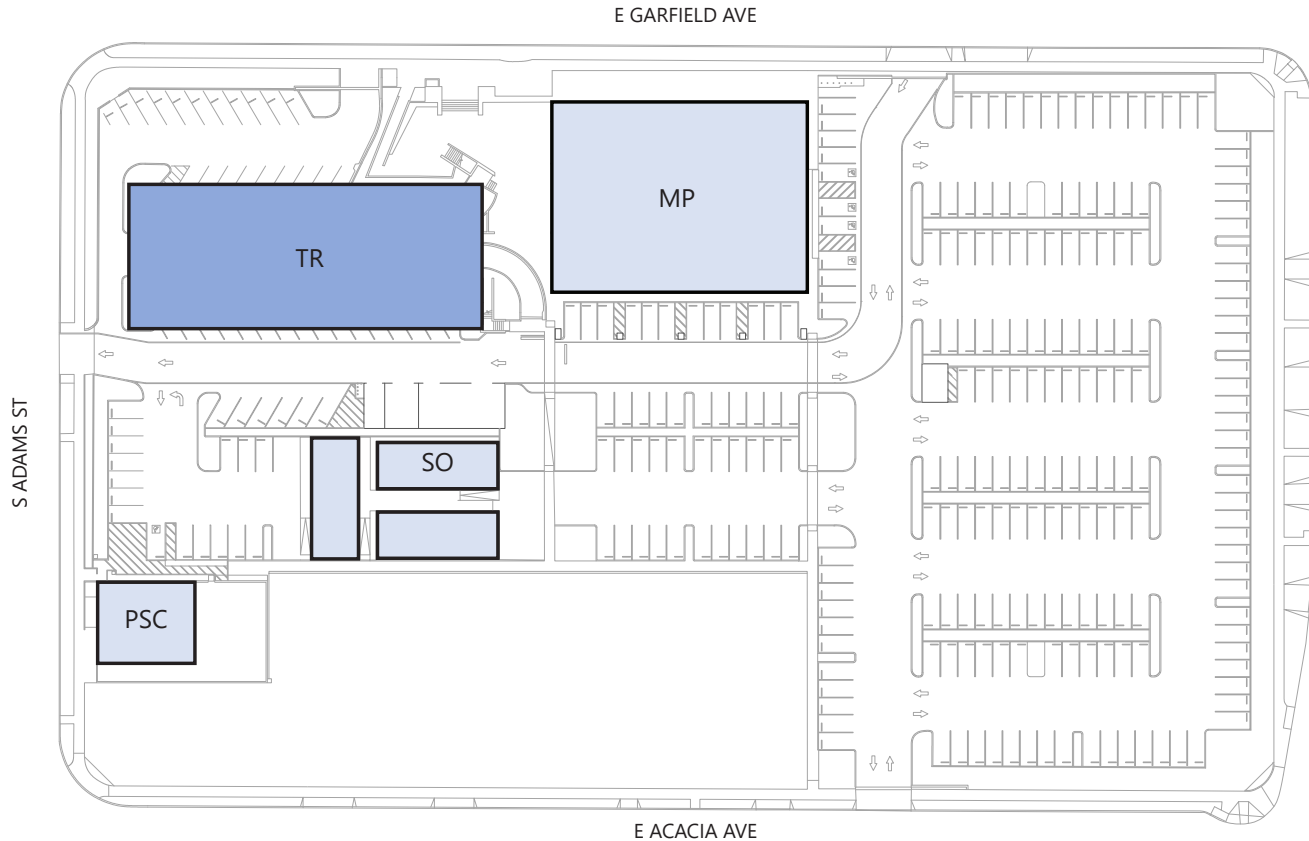 E GARFIELD AVE
MP
TR
S ADAMS ST
SO
PSC
E ACACIA AVE